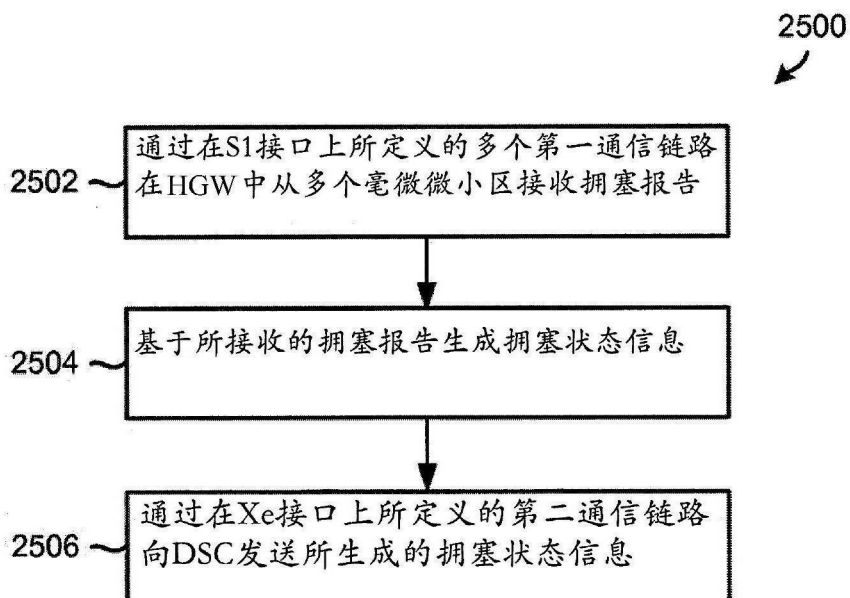 2500
2502
通过在S1接口上所定义的多个第一通信链路
在HGW中从多个毫微微小区接收拥塞报告
2504
基于所接收的拥塞报告生成拥塞状态信息
2506
通过在Xe接口上所定义的第二通信链路
向DSC发送所生成的拥塞状态信息